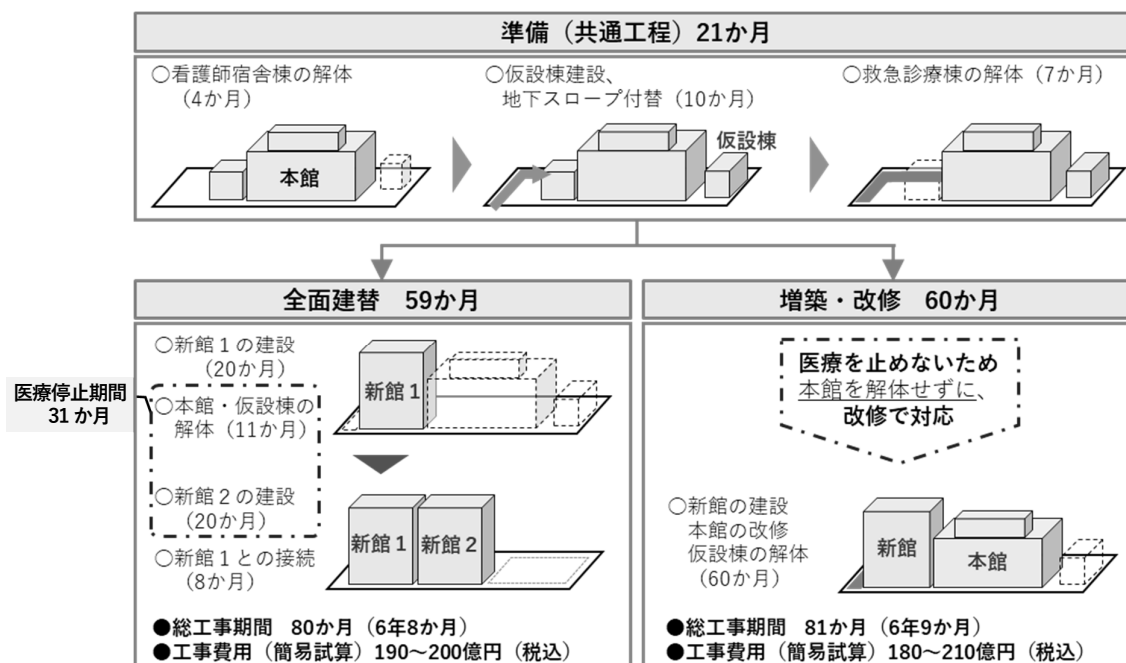 準備（共通工程）21か月
○看護師宿舎棟の解体
（4か月）
○仮設棟建設、
地下スロープ付替（10か月）
○救急診療棟の解体（7か月）
本館
仮設棟
全面建替　59か月
○新館１の建設
（20か月）
医療停止期間
31 か月
○本館・仮設棟の
解体（11か月）
○新館２の建設
（20か月）
○新館１との接続
（8か月）
新館１
新館１
新館２
●総工事期間　80か月（6年8か月）
●工事費用（簡易試算）190～200億円（税込）
増築・改修　60か月
医療を止めないため
本館を解体せずに、
改修で対応
○新館の建設
本館の改修
仮設棟の解体
（60か月）
新館
本館
●総工事期間　81か月（6年9か月）
●工事費用（簡易試算）180～210億円（税込）